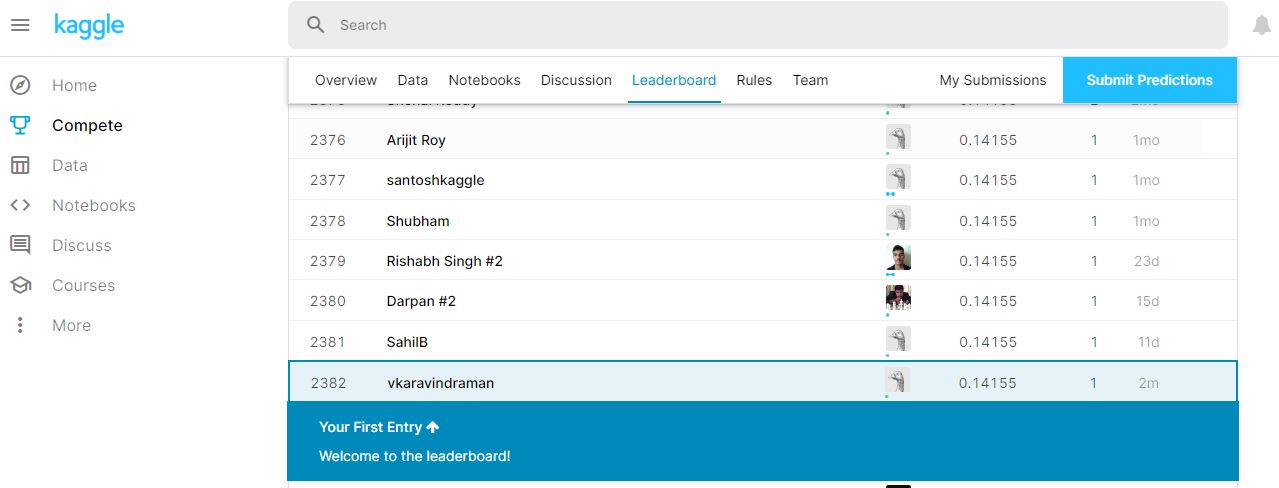 kaggle
Search
Overview Data Notebooks Discussion Leaderboard Rules Team My Submissions Submit Predictions
Home
Compete
Data
Notebooks
Discuss
Courses
More
2376 Arijit Roy 0.14155 1 1mo
2377 santoshkaggle 0.14155 1 1mo
2378 Shubham 0.14155 1 1mo
2379 Rishabh Singh #2 0.14155 1 23d
2380 Darpan #2 0.14155 1 15d
2381 SahilB 0.14155 1 11d
2382 vkaravindraman 0.14155 1 2m
Your First Entry ↑
Welcome to the leaderboard!